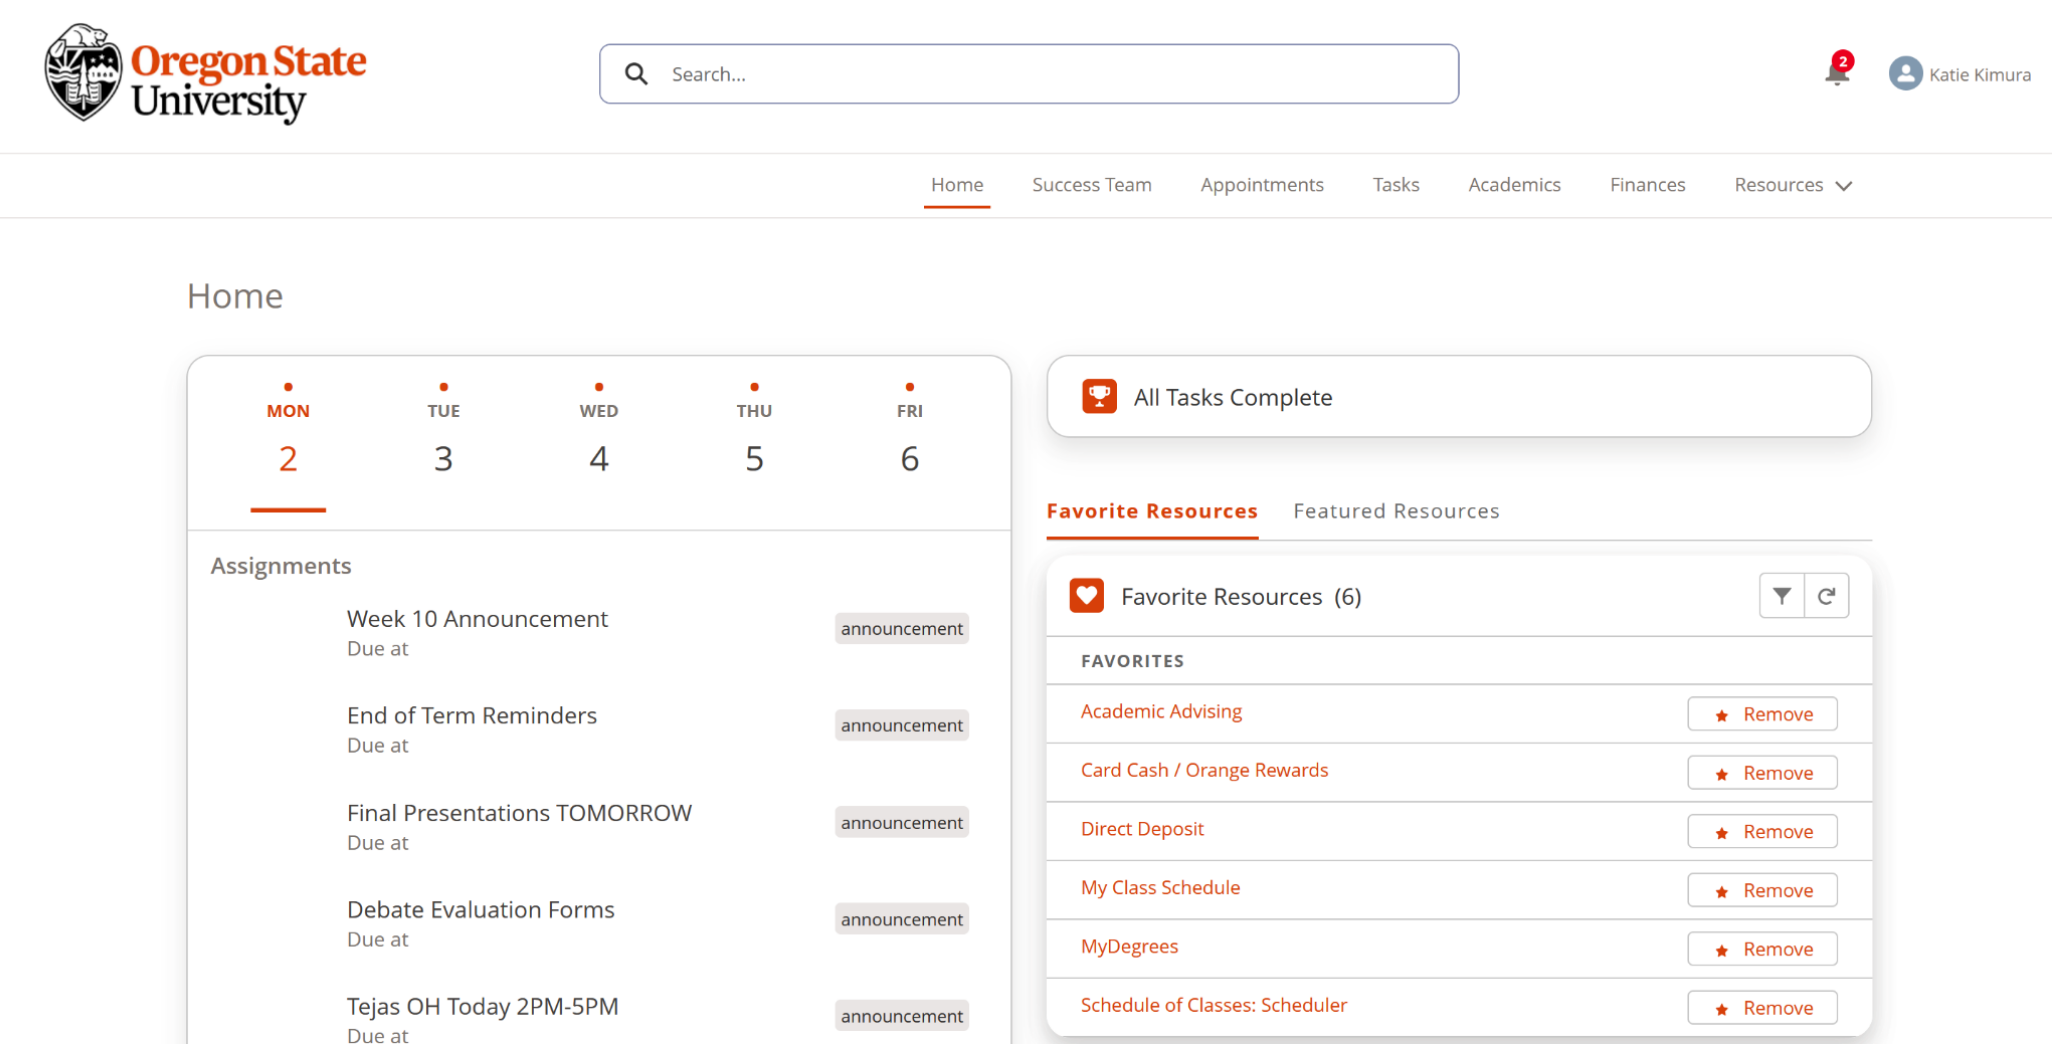 Oregon State
University
Search...
2
Katie Kimura
Home
Success Team
Appointments
Tasks
Academics
Finances
Resources
Home
MON
TUE
WED
THU
FRI
2
3
4
5
6
Assignments
Week 10 Announcement
Due at
announcement
End of Term Reminders
Due at
announcement
Final Presentations TOMORROW
Due at
announcement
Debate Evaluation Forms
Due at
announcement
Tejas OH Today 2PM-5PM
Due at
announcement
All Tasks Complete
Favorite Resources
Featured Resources
Favorite Resources (6)
FAVORITES
Academic Advising
Remove
Card Cash / Orange Rewards
Remove
Direct Deposit
Remove
My Class Schedule
Remove
MyDegrees
Remove
Schedule of Classes: Scheduler
Remove